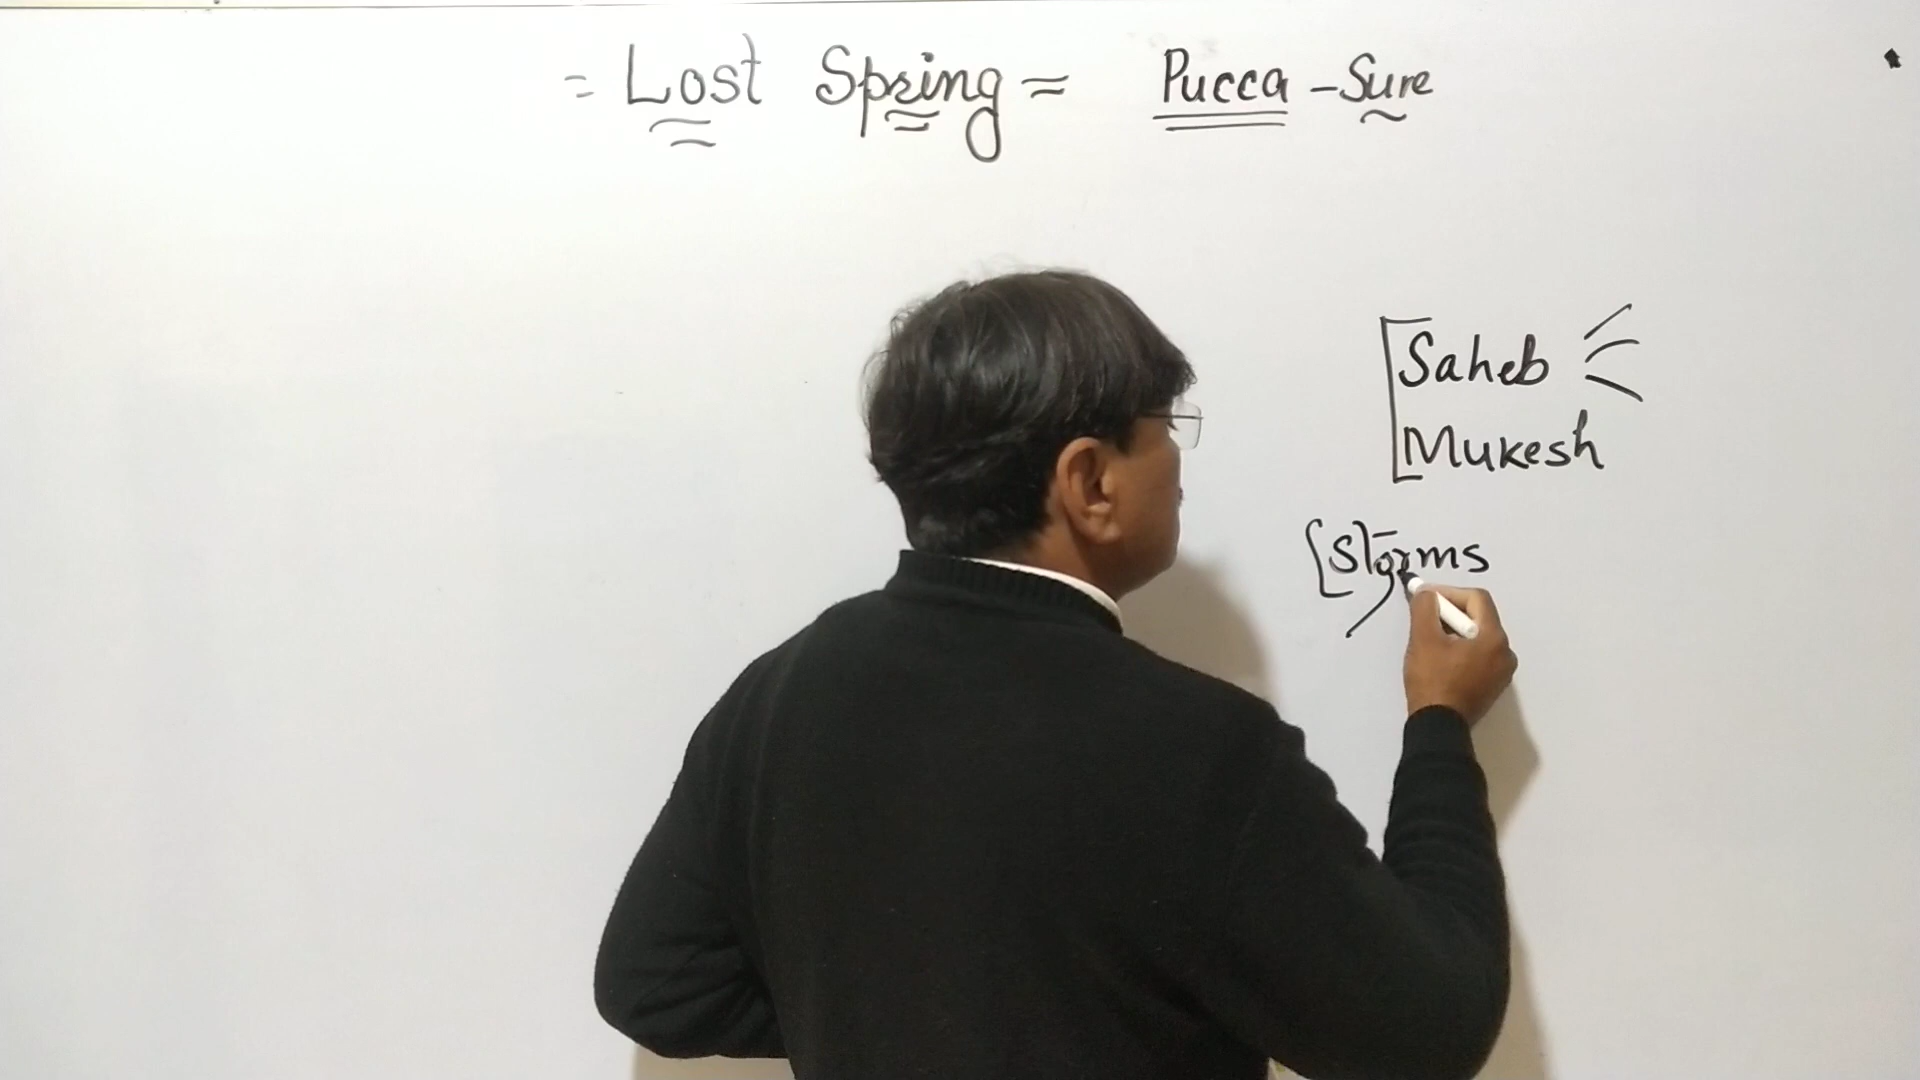 = Lost Spring = Pucca - Sure
Saheb
Mukesh
Storms